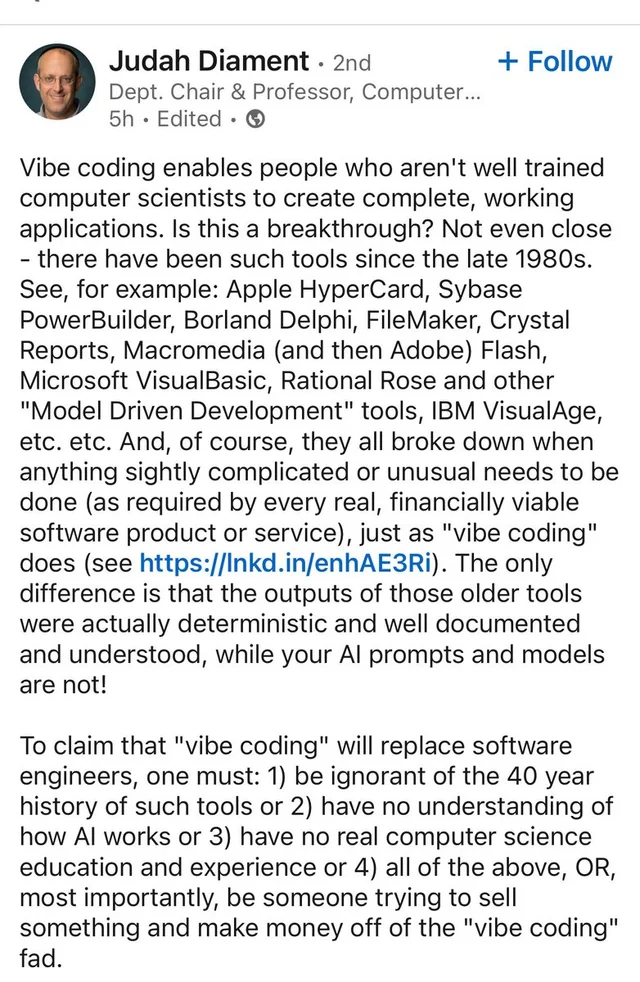 Judah Diament • 2nd
+ Follow
Dept. Chair & Professor, Computer...
5h • Edited •
Vibe coding enables people who aren't well trained
computer scientists to create complete, working
applications. Is this a breakthrough? Not even close
- there have been such tools since the late 1980s.
See, for example: Apple HyperCard, Sybase
PowerBuilder, Borland Delphi, FileMaker, Crystal
Reports, Macromedia (and then Adobe) Flash,
Microsoft VisualBasic, Rational Rose and other
"Model Driven Development" tools, IBM VisualAge,
etc. etc. And, of course, they all broke down when
anything sightly complicated or unusual needs to be
done (as required by every real, financially viable
software product or service), just as "vibe coding"
does (see https://lnkd.in/enhAE3Ri). The only
difference is that the outputs of those older tools
were actually deterministic and well documented
and understood, while your AI prompts and models
are not!
To claim that "vibe coding" will replace software
engineers, one must: 1) be ignorant of the 40 year
history of such tools or 2) have no understanding of
how AI works or 3) have no real computer science
education and experience or 4) all of the above, OR,
most importantly, be someone trying to sell
something and make money off of the "vibe coding"
fad.